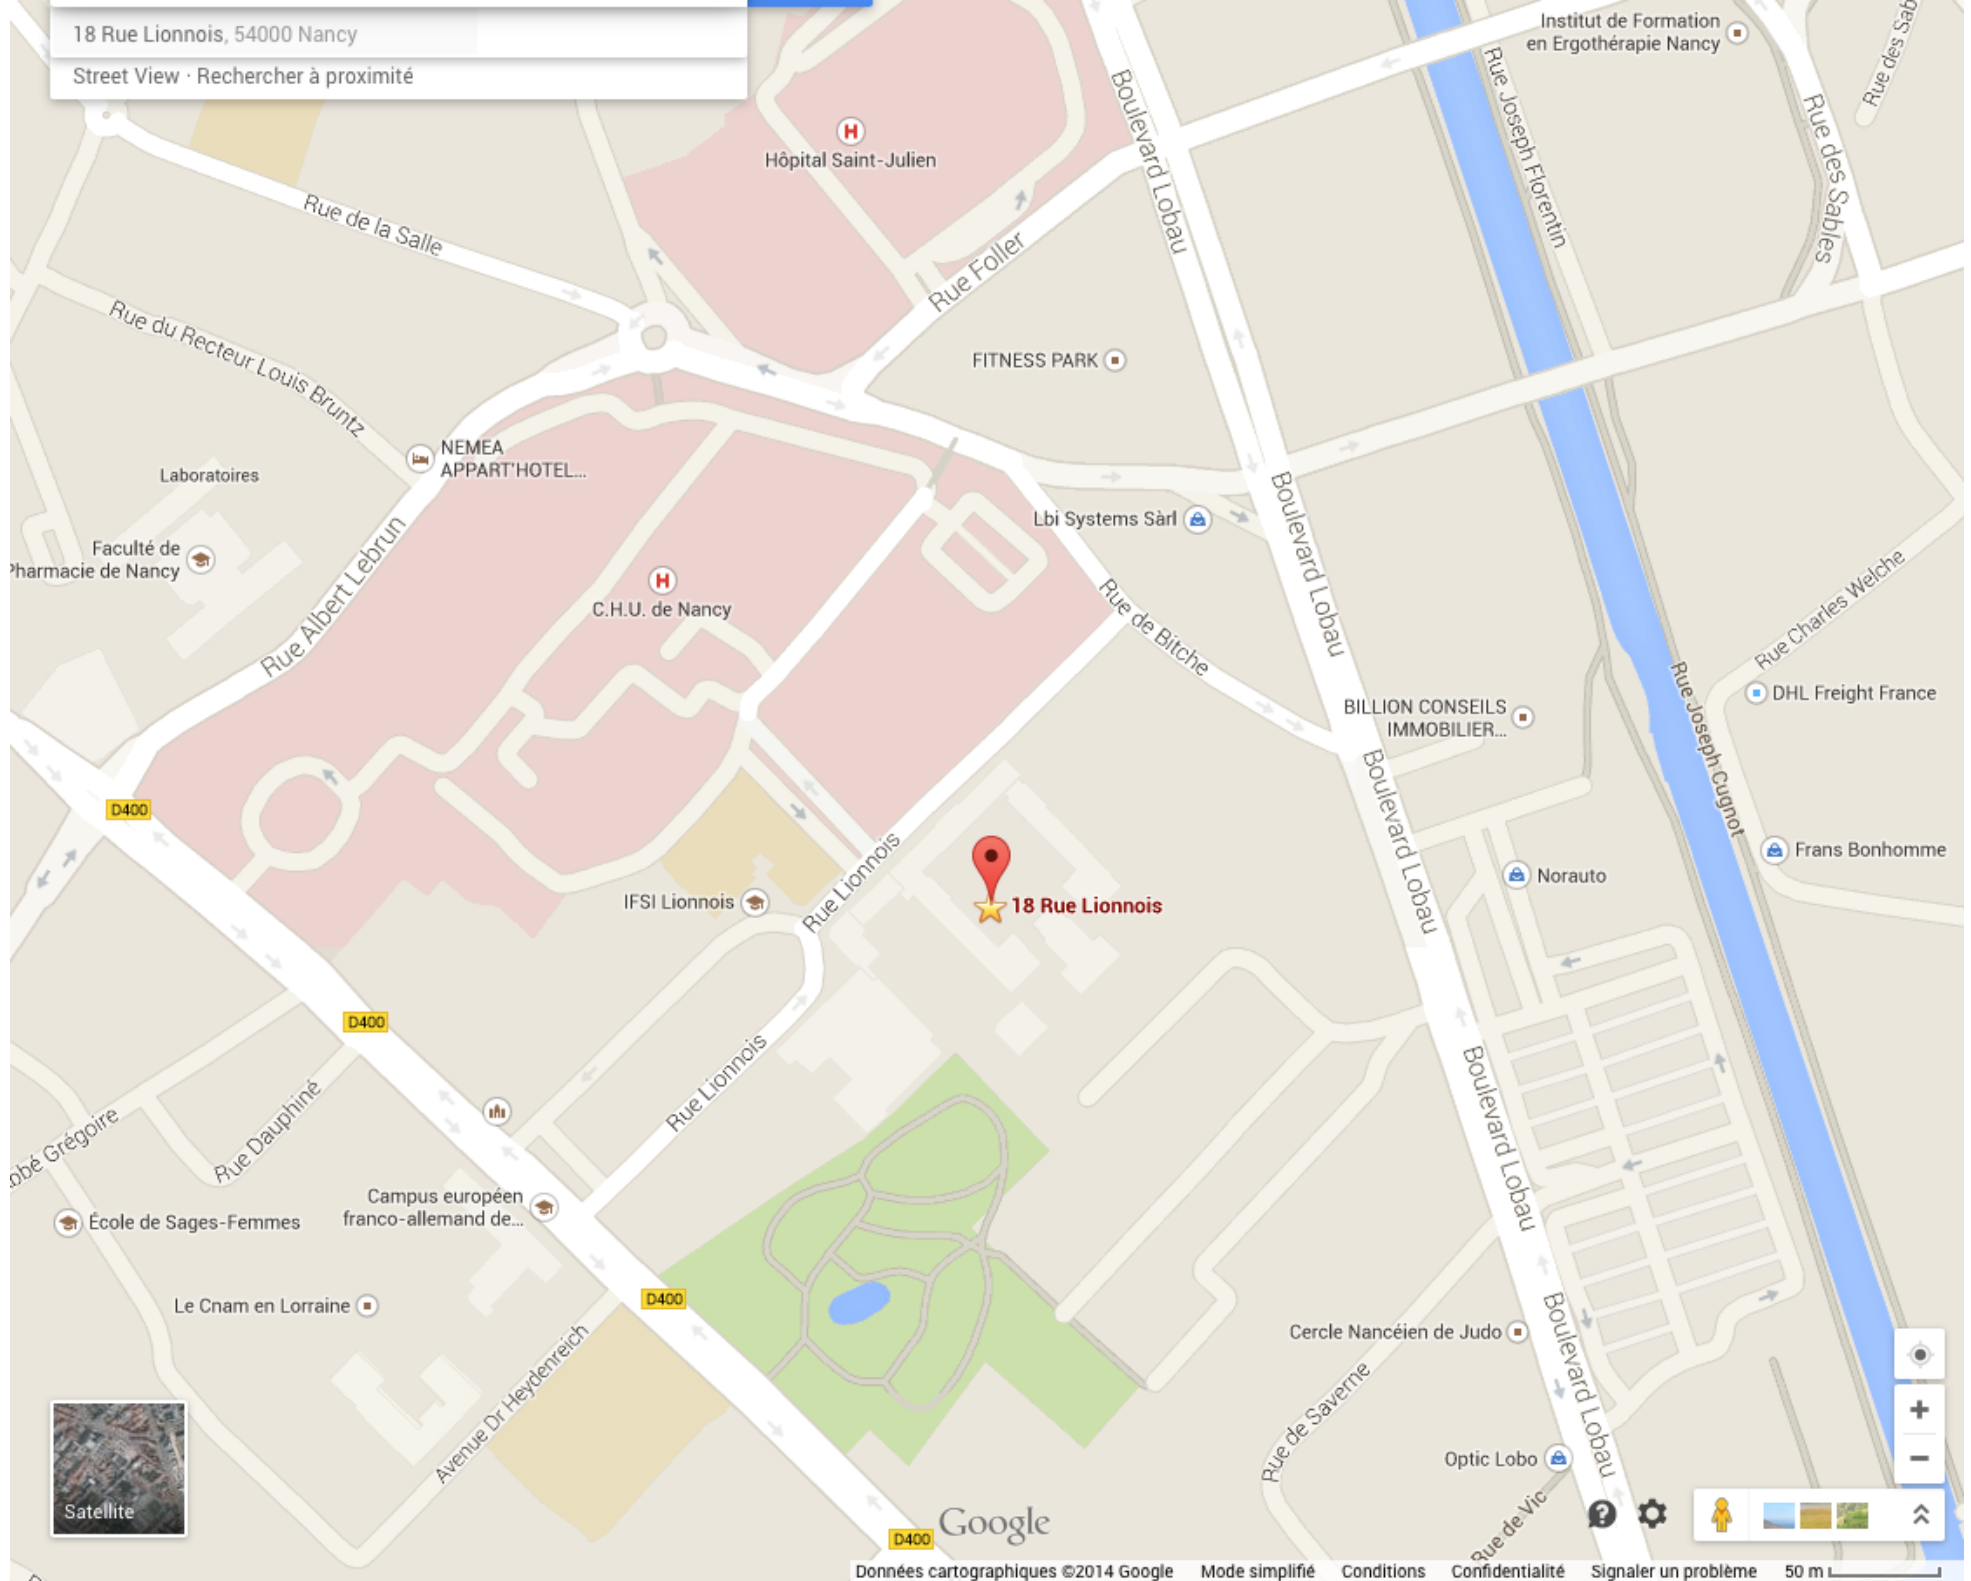 18 Rue Lionnois, 54000 Nancy
Street View · Rechercher à proximité
Institut de Formation
en Ergothérapie Nancy
Rue des Sab
Rue Joseph Florentin
Boulevard Lobau
Rue des Sables
H
Hôpital Saint-Julien
Rue de la Salle
Rue Foller
Rue du Recteur Louis Bruntz
FITNESS PARK
NEMEA
APPART'HOTEL...
Laboratoires
Faculté de
Pharmacie de Nancy
Rue Albert Lebrun
Lbi Systems Sàrl
Boulevard Lobau
H
C.H.U. de Nancy
Rue de Bitche
Rue Charles Welche
DHL Freight France
BILLION CONSEILS
IMMOBILIER...
Rue Joseph Cugnot
Boulevard Lobau
D400
Frans Bonhomme
Norauto
IFSI Lionnois
Rue Lionnois
18 Rue Lionnois
D400
Rue Lionnois
Boulevard Lobau
bbé Grégoire
Rue Dauphiné
Campus européen
franco-allemand de...
École de Sages-Femmes
Le Cnam en Lorraine
D400
Avenue Dr Heydenreich
Cercle Nancéien de Judo
Boulevard Lobau
Rue de Saverne
Optic Lobo
Rue de Vic
Satellite
Google
D400
Données cartographiques ©2014 Google Mode simplifié Conditions Confidentialité Signaler un problème 50 m